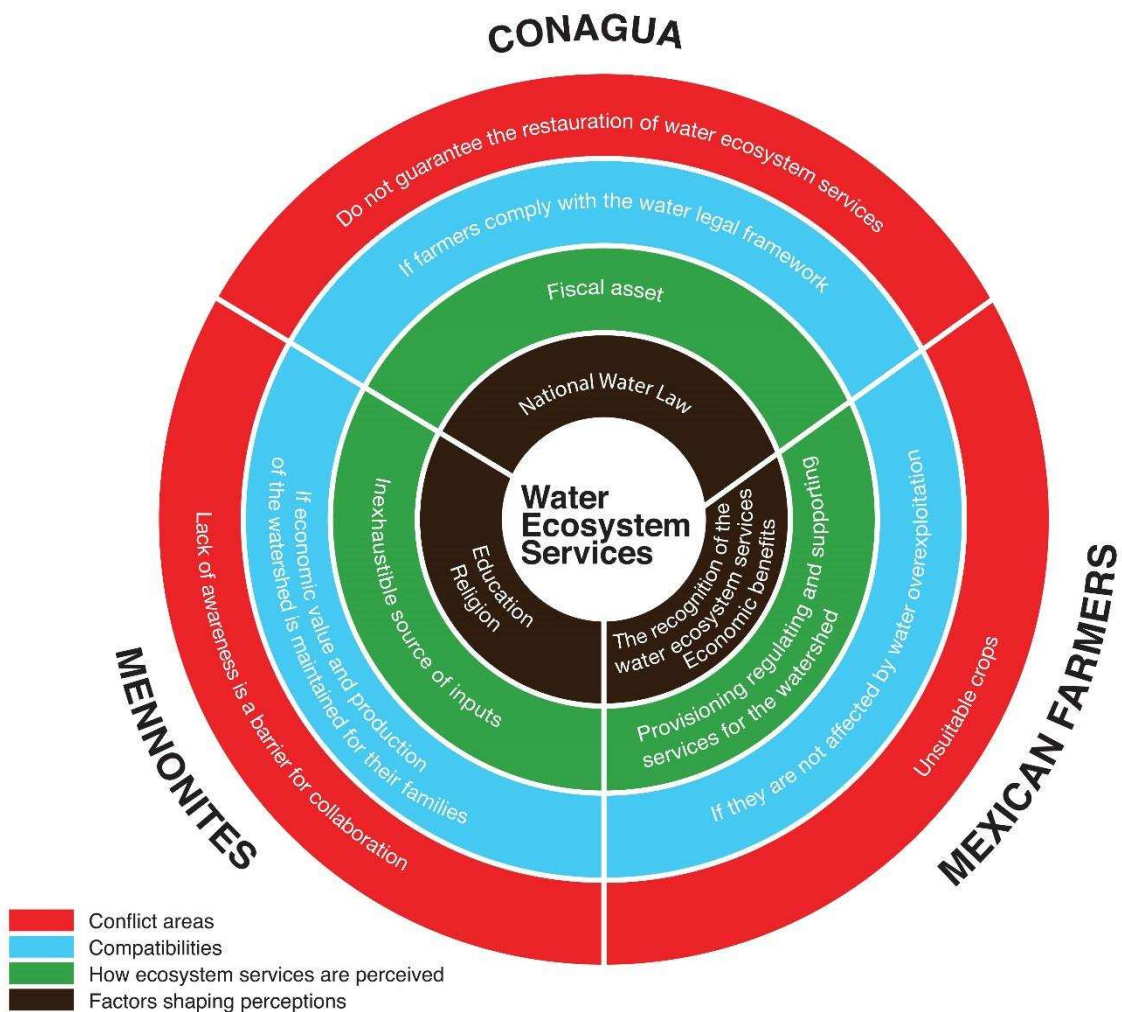 CONAGUA
Do not guarantee the restauration of water ecosystem services
If farmers comply with the water legal framework
Fiscal asset
National Water Law
Water
Ecosystem
Services
MENNONITES
Lack of awareness is a barrier for collaboration
If economic value and production
of the watershed is maintained for their families
Inexhaustible source of inputs
Education
Religion
The recognition of the
water ecosystem services
Economic benefits
Provisioning regulating and supporting
services for the watershed
If they are not affected by water overexploitation
Unsuitable crops
MEXICAN FARMERS
Conflict areas
Compatibilities
How ecosystem services are perceived
Factors shaping perceptions